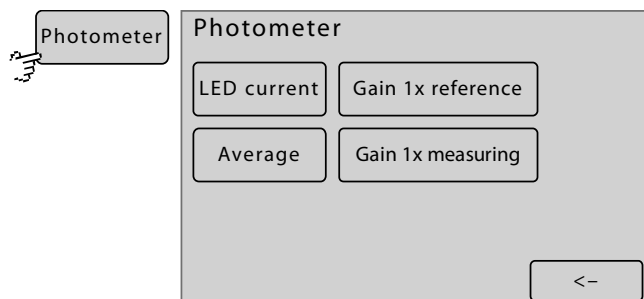 Photometer
Photometer
LED current
Gain 1x reference
Average
Gain 1x measuring
<–